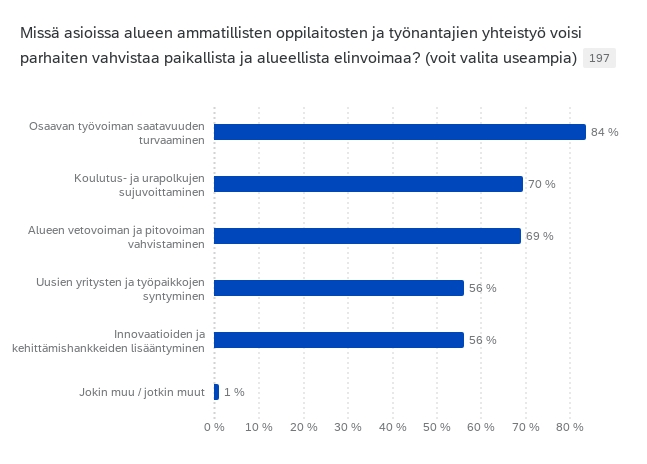 Missä asioissa alueen ammatillisten oppilaitosten ja työnantajien yhteistyö voisi
parhaiten vahvistaa paikallista ja alueellista elinvoimaa? (voit valita useampia) 197
Osaavan työvoiman saatavuuden
turvaaminen
84 %
Koulutus- ja urapolkujen
sujuvoittaminen
70 %
Alueen vetovoiman ja pitovoiman
vahvistaminen
69 %
Uusien yritysten ja työpaikkojen
syntyminen
56 %
Innovaatioiden ja
kehittämishankkeiden lisääntyminen
56 %
Jokin muu / jotkin muut
1 %
0 % 10 % 20 % 30 % 40 % 50 % 60 % 70 % 80 %